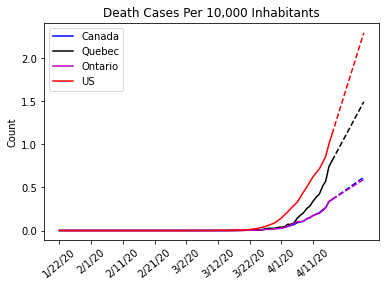 Death Cases Per 10,000 Inhabitants
Canada
Quebec
Ontario
US
2.0
1.5
1.0
0.5
0.0
Count
1/22/20
2/1/20
2/11/20
2/21/20
3/2/20
3/12/20
3/22/20
4/1/20
4/11/20